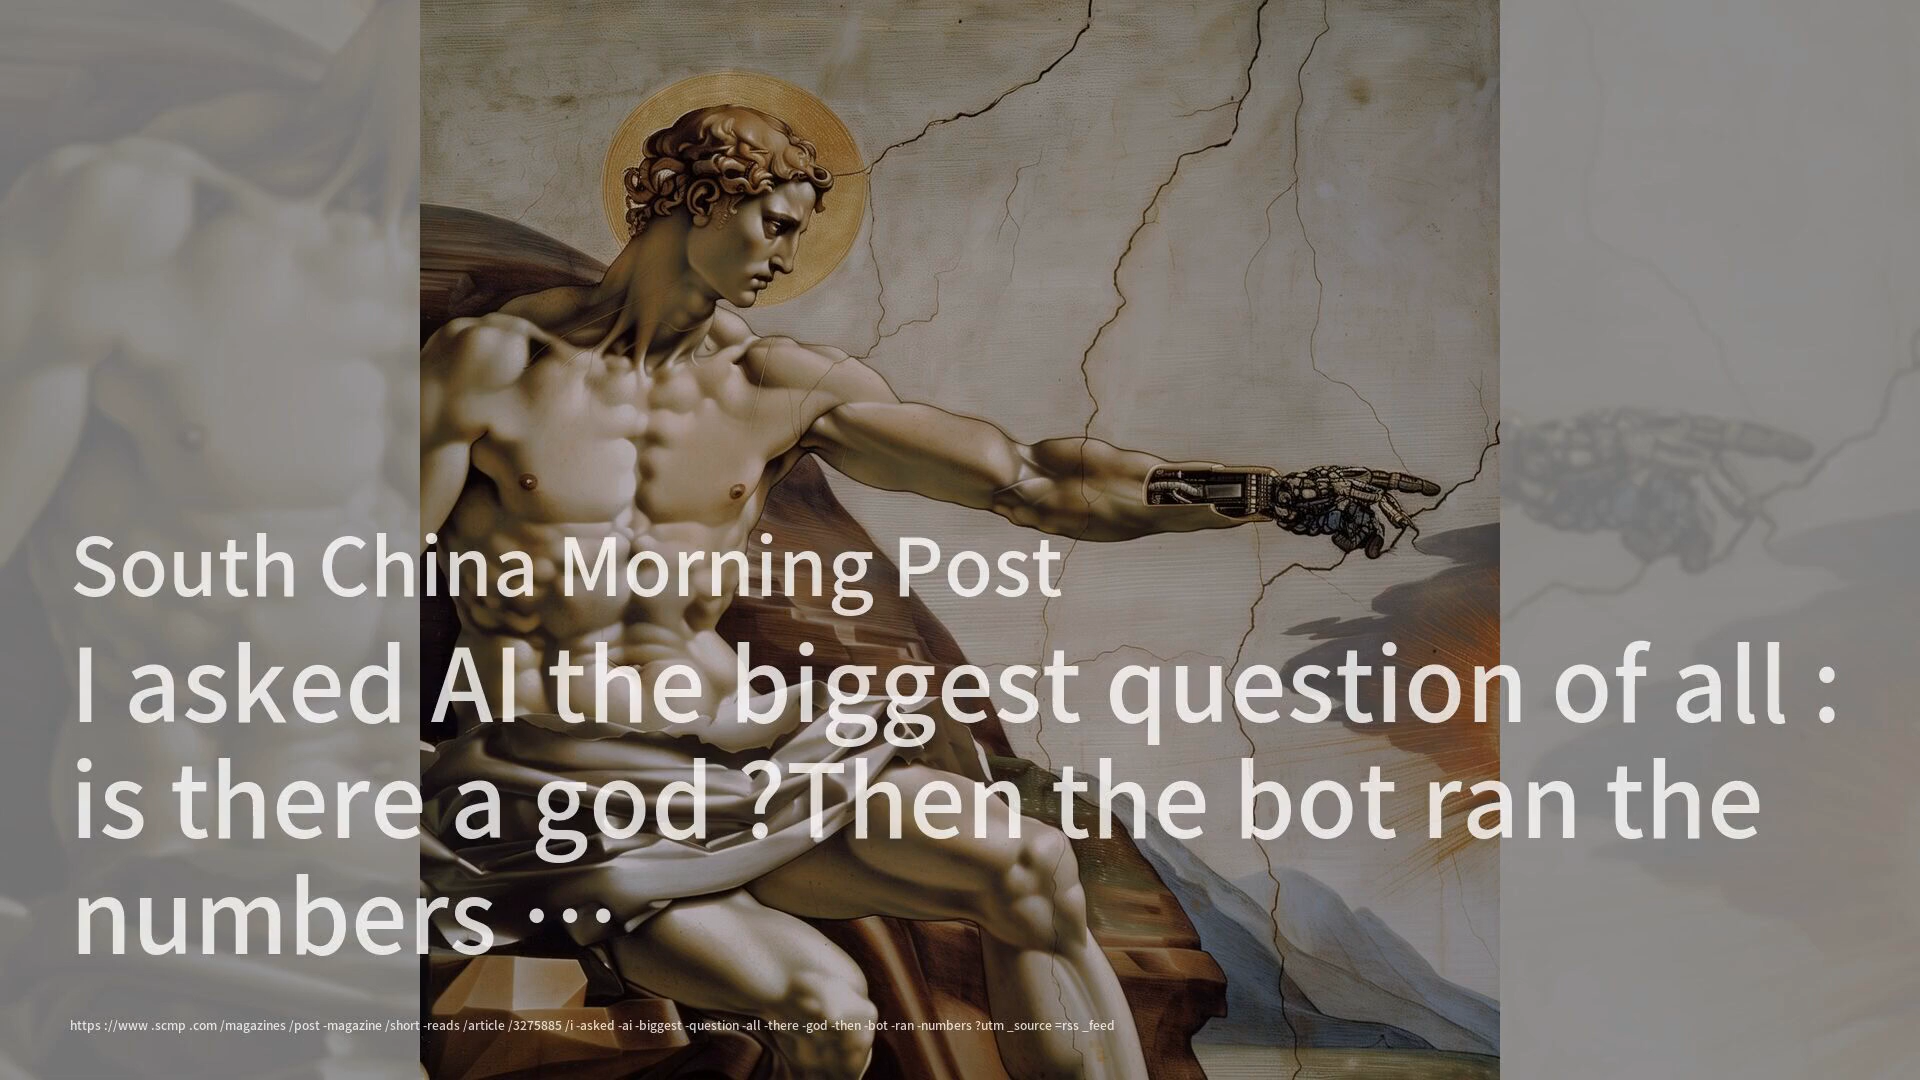 South China Morning Post
I asked AI the biggest question of all :
is there a god ?Then the bot ran the
numbers ···
https ://www .scmp .com /magazines /post -magazine /short -reads /article /3275885 /i -asked -ai -biggest -question -all -there -god -then -bot -ran -numbers ?utm _source =rss _feed